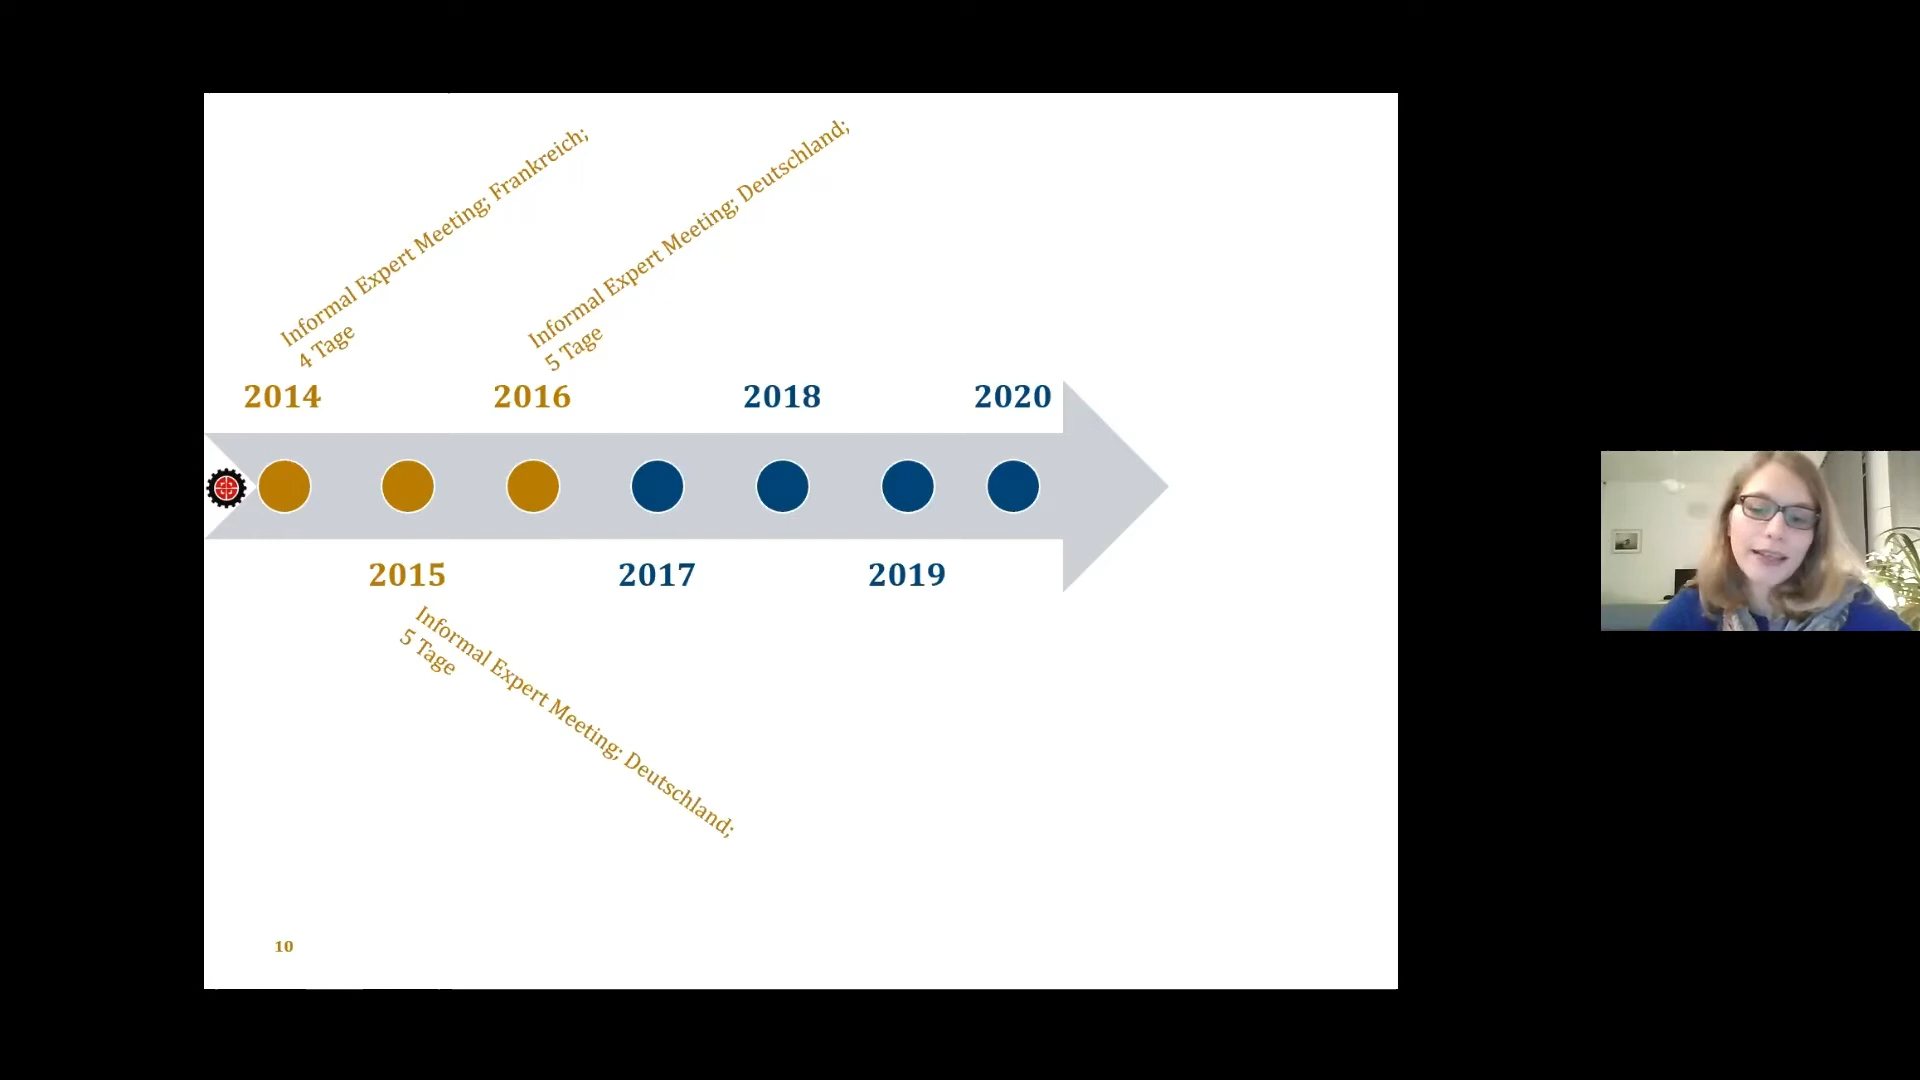 Informal Expert Meeting; Frankreich;
4 Tage
Informal Expert Meeting; Deutschland;
5 Tage
2014
2016
2018
2020
2015
2017
2019
Informal Expert Meeting; Deutschland;
5 Tage
10